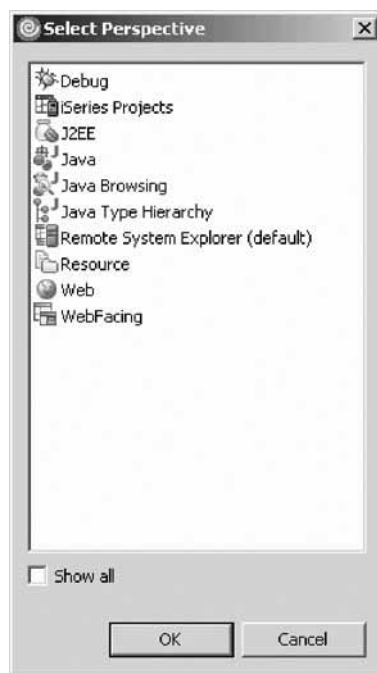 Select Perspective
Debug
iSeries Projects
J2EE
Java
Java Browsing
Java Type Hierarchy
Remote System Explorer (default)
Resource
Web
WebFacing
Show all
OK
Cancel